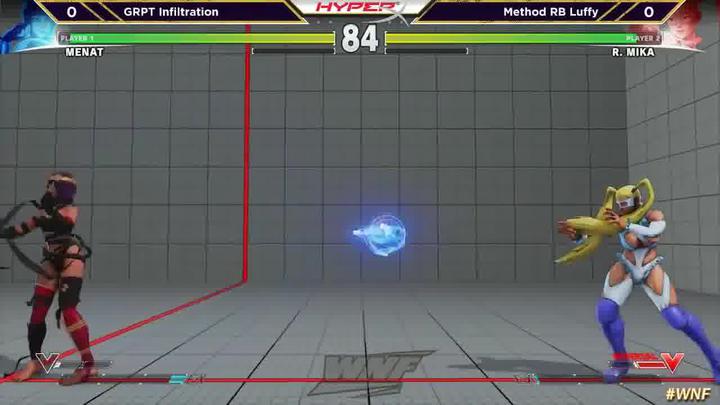 0 GRPT Infiltration HYPER Method RB Luffy 0
PLAYER 1 84 PLAYER 2
MENAT R. MIKA
WNF
#WNF